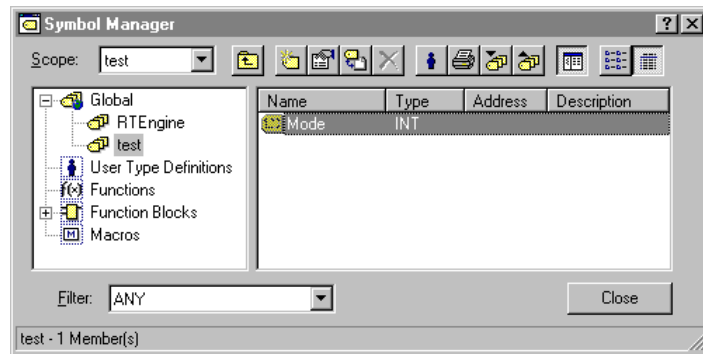 Symbol Manager
Scope: test
Global
RTEngine
test
User Type Definitions
f(x) Functions
Function Blocks
M Macros
Name Type Address Description
Mode INT
Filter: ANY
Close
test - 1 Member(s)